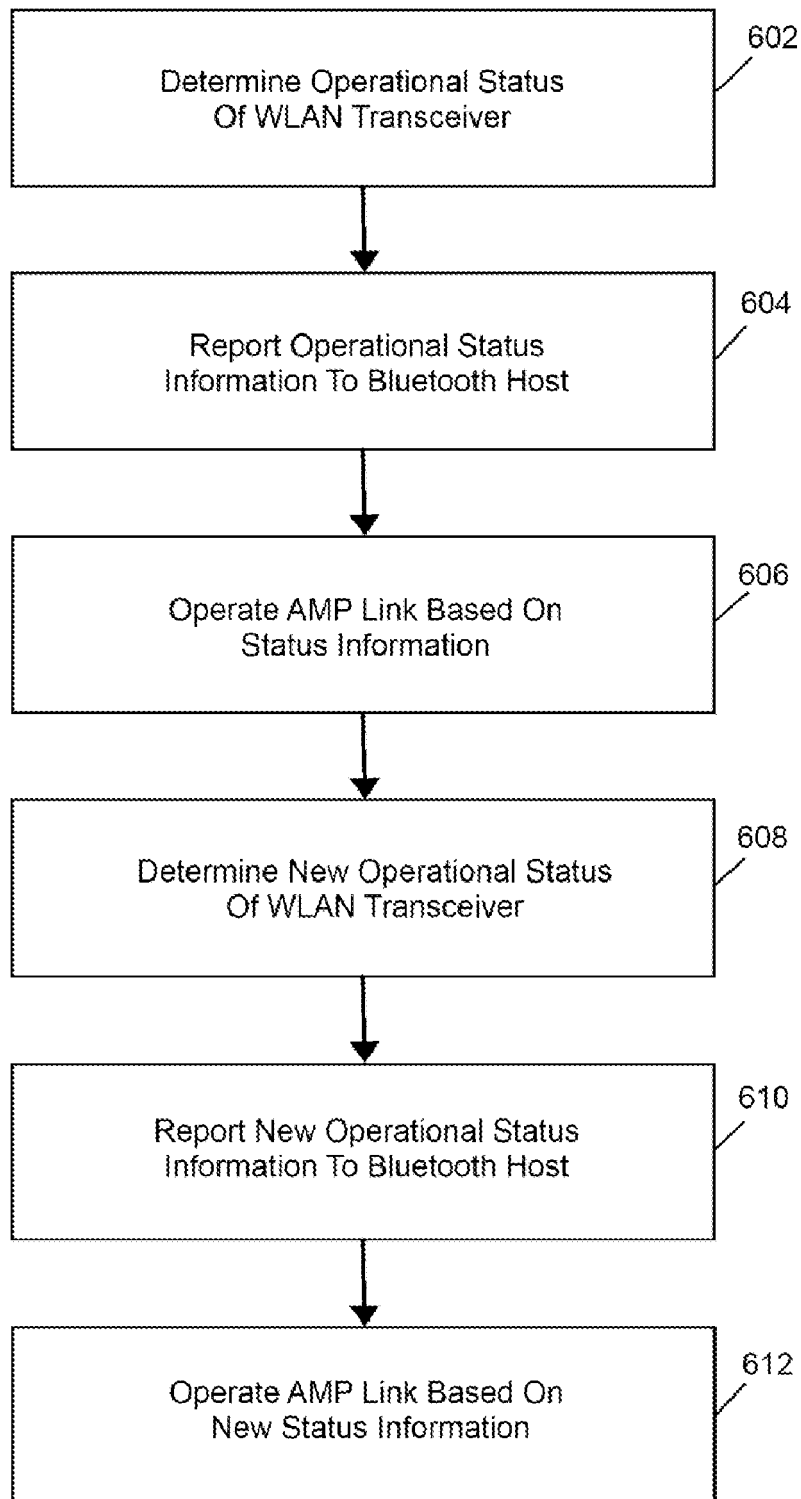 602
Determine Operational Status
Of WLAN Transceiver
604
Report Operational Status
Information To Bluetooth Host
606
Operate AMP Link Based On
Status Information
608
Determine New Operational Status
Of WLAN Transceiver
610
Report New Operational Status
Information To Bluetooth Host
612
Operate AMP Link Based On
New Status Information